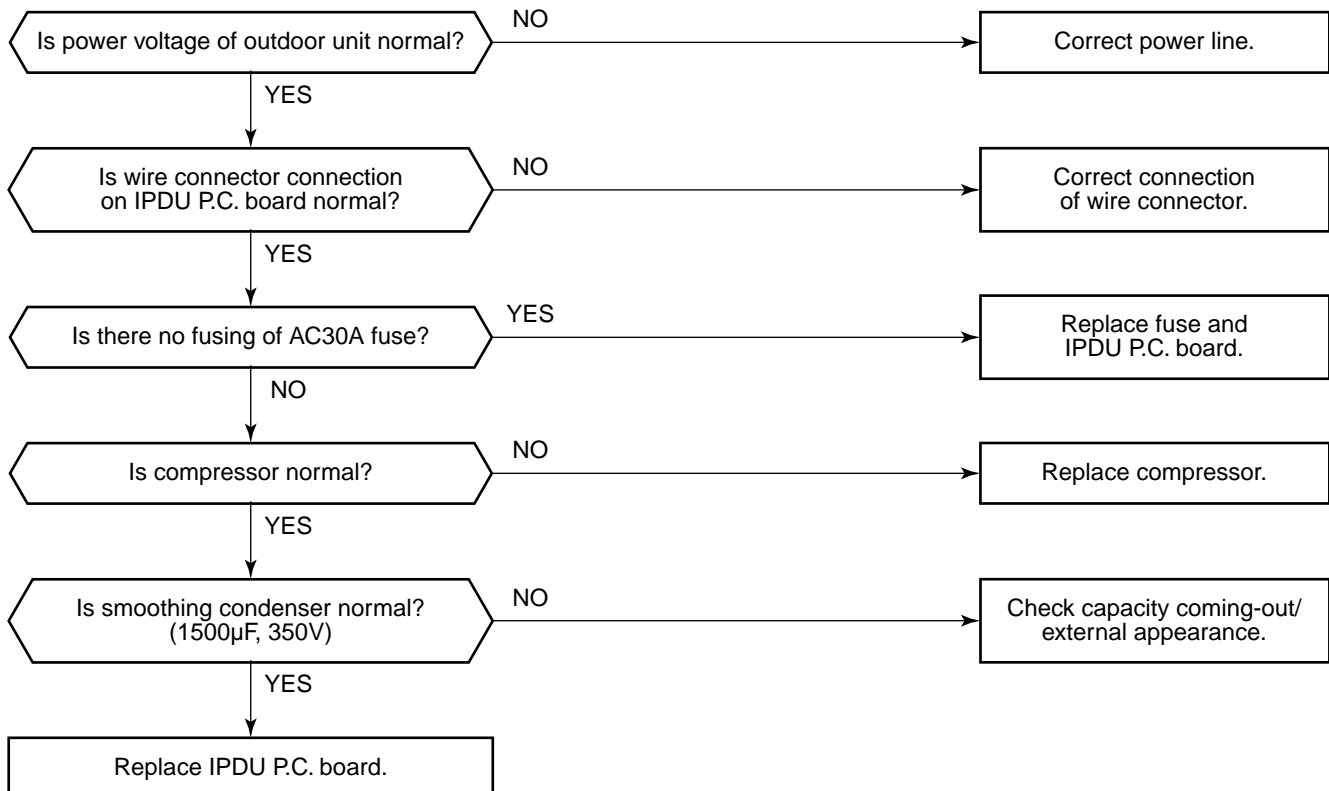 Is power voltage of outdoor unit normal?
NO
Correct power line.
YES
Is wire connector connection
on IPDU P.C. board normal?
NO
Correct connection
of wire connector.
YES
Is there no fusing of AC30A fuse?
YES
Replace fuse and
IPDU P.C. board.
NO
Is compressor normal?
NO
Replace compressor.
YES
Is smoothing condenser normal?
(1500µF, 350V)
NO
Check capacity coming-out/
external appearance.
YES
Replace IPDU P.C. board.